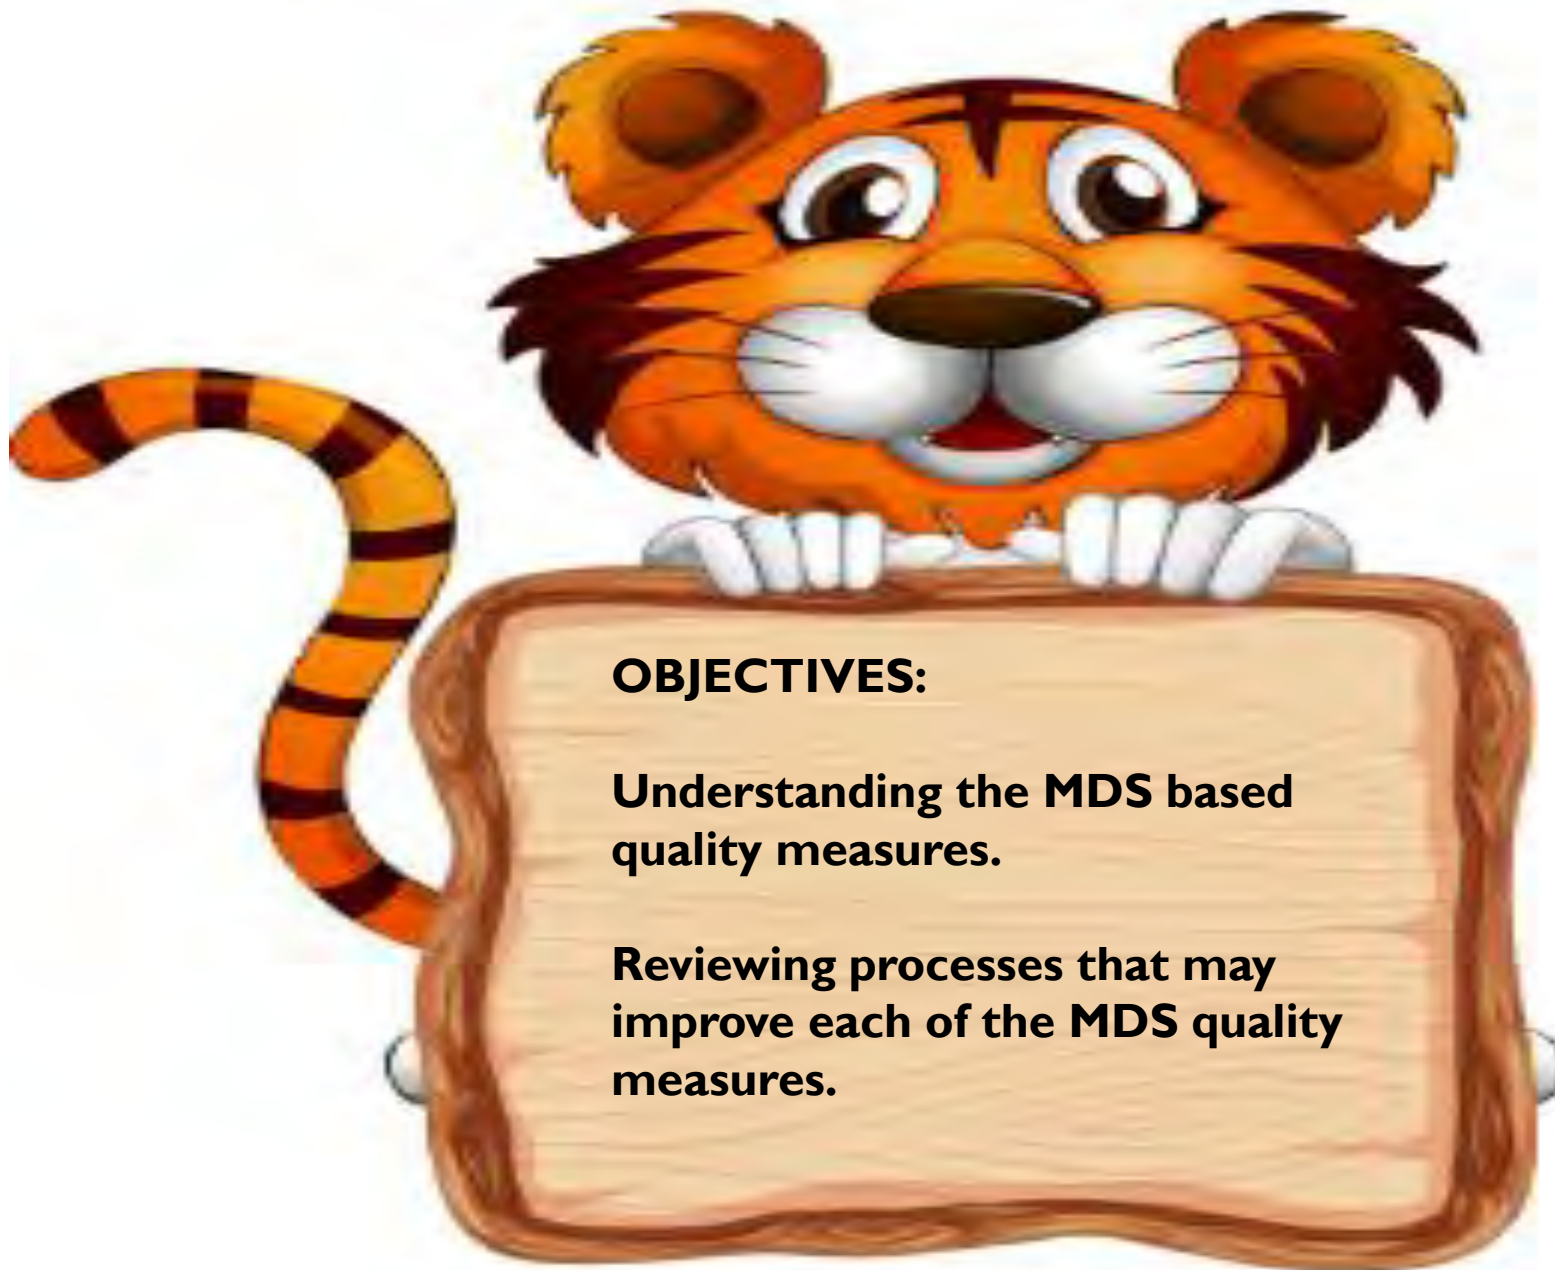 OBJECTIVES:
Understanding the MDS based
quality measures.
Reviewing processes that may
improve each of the MDS quality
measures.